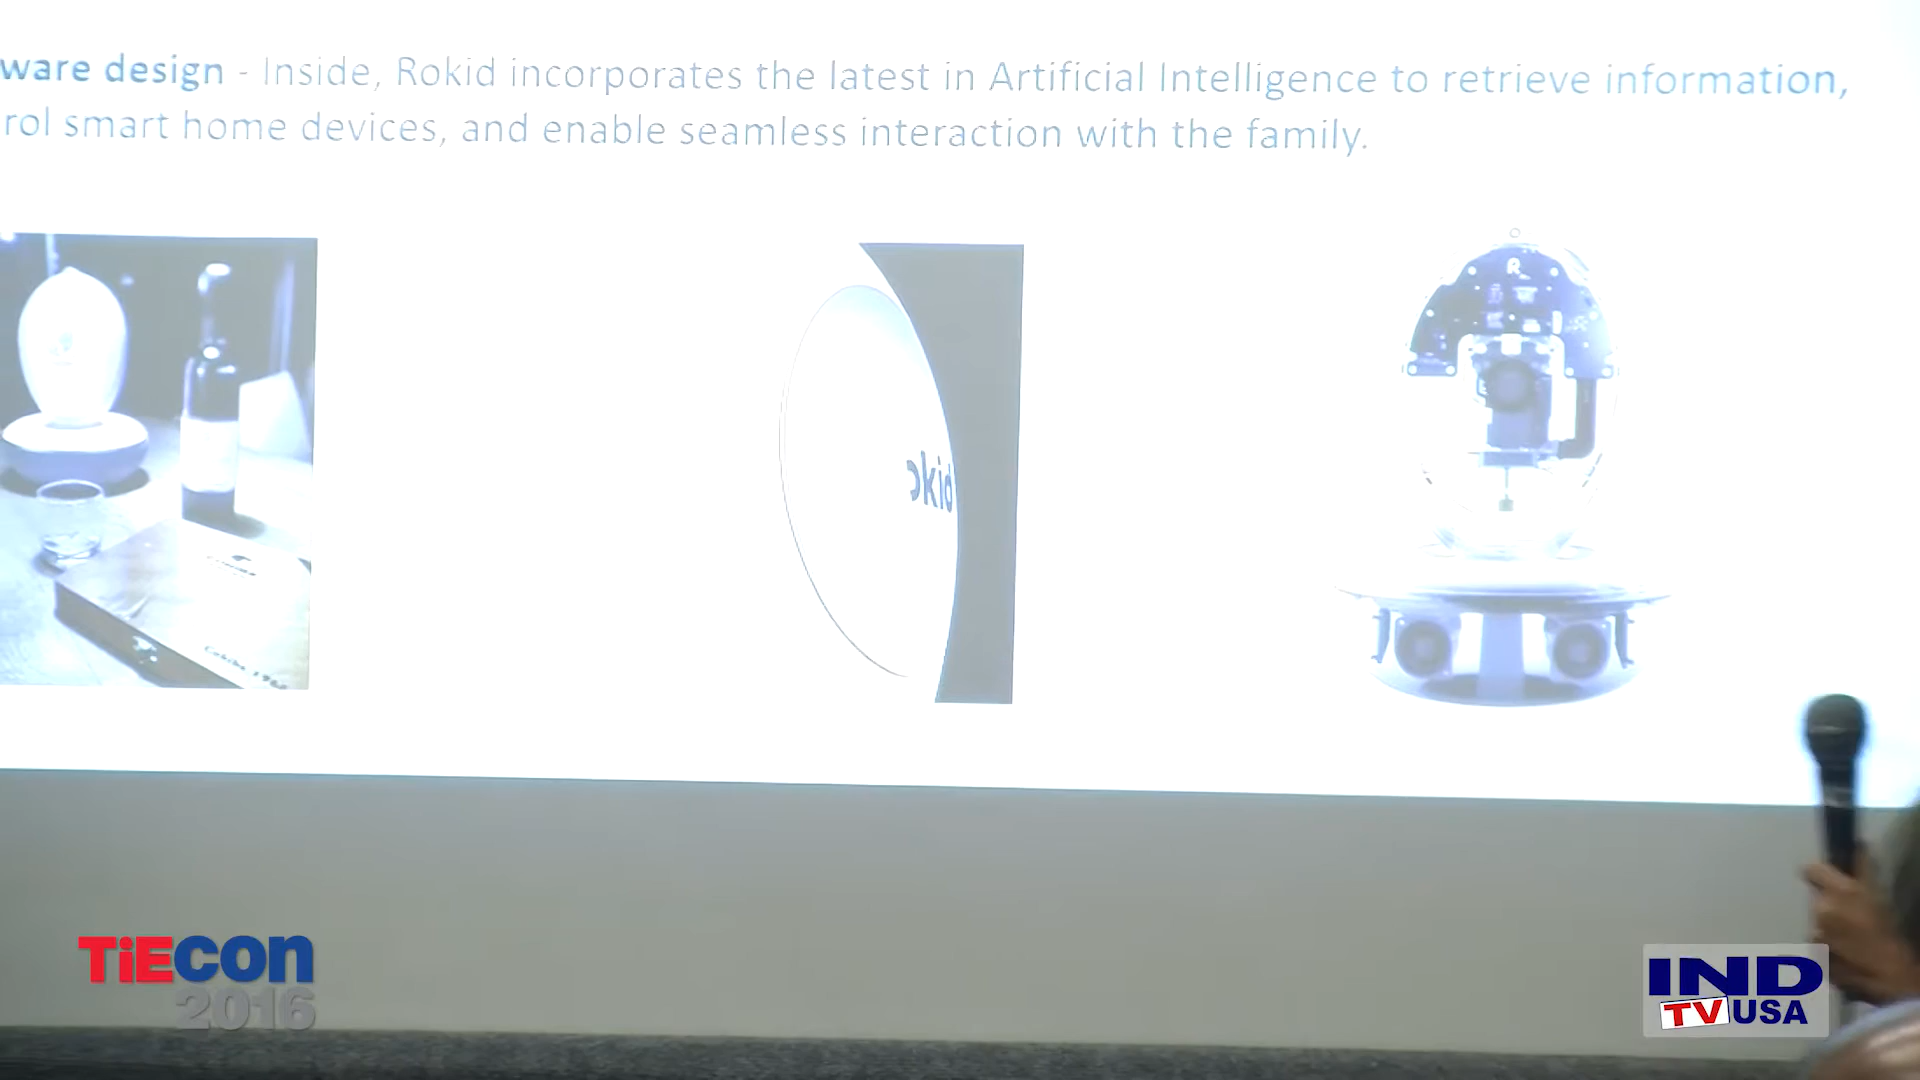 ware design - Inside, Rokid incorporates the latest in Artificial Intelligence to retrieve information,
rol smart home devices, and enable seamless interaction with the family.
R
okid
TiECON
2016
IND
TV USA